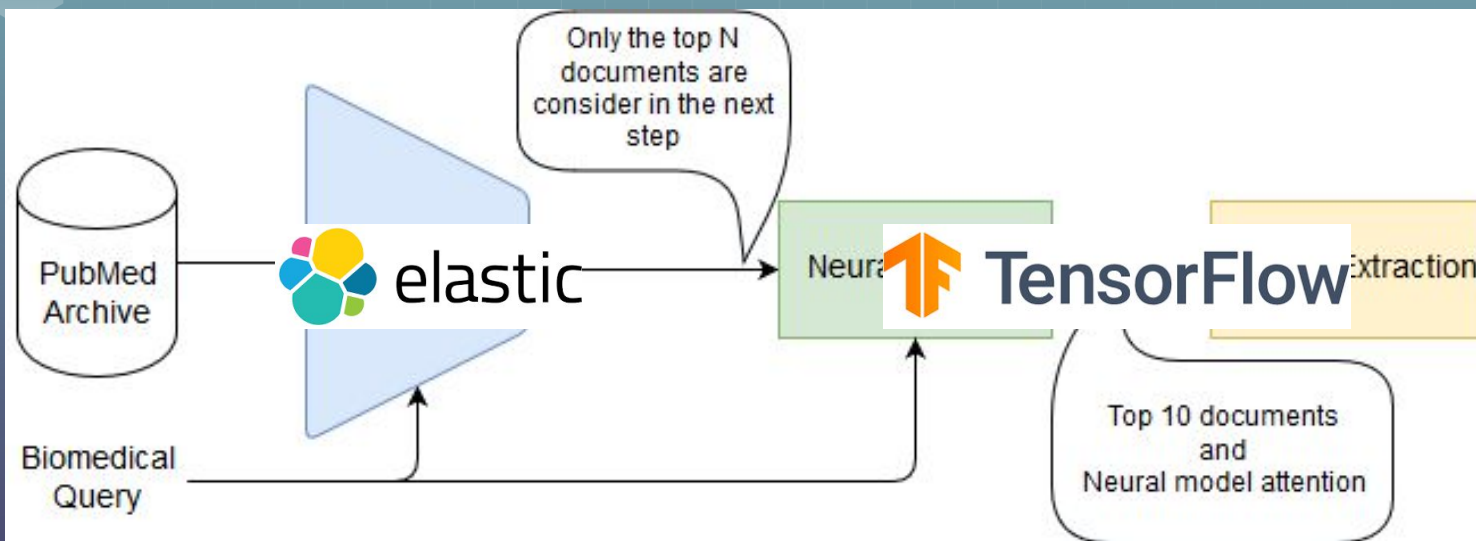 Only the top N
documents are
consider in the next
step
PubMed
Archive
elastic
TensorFlow
Extraction
Biomedical
Query
Top 10 documents
and
Neural model attention